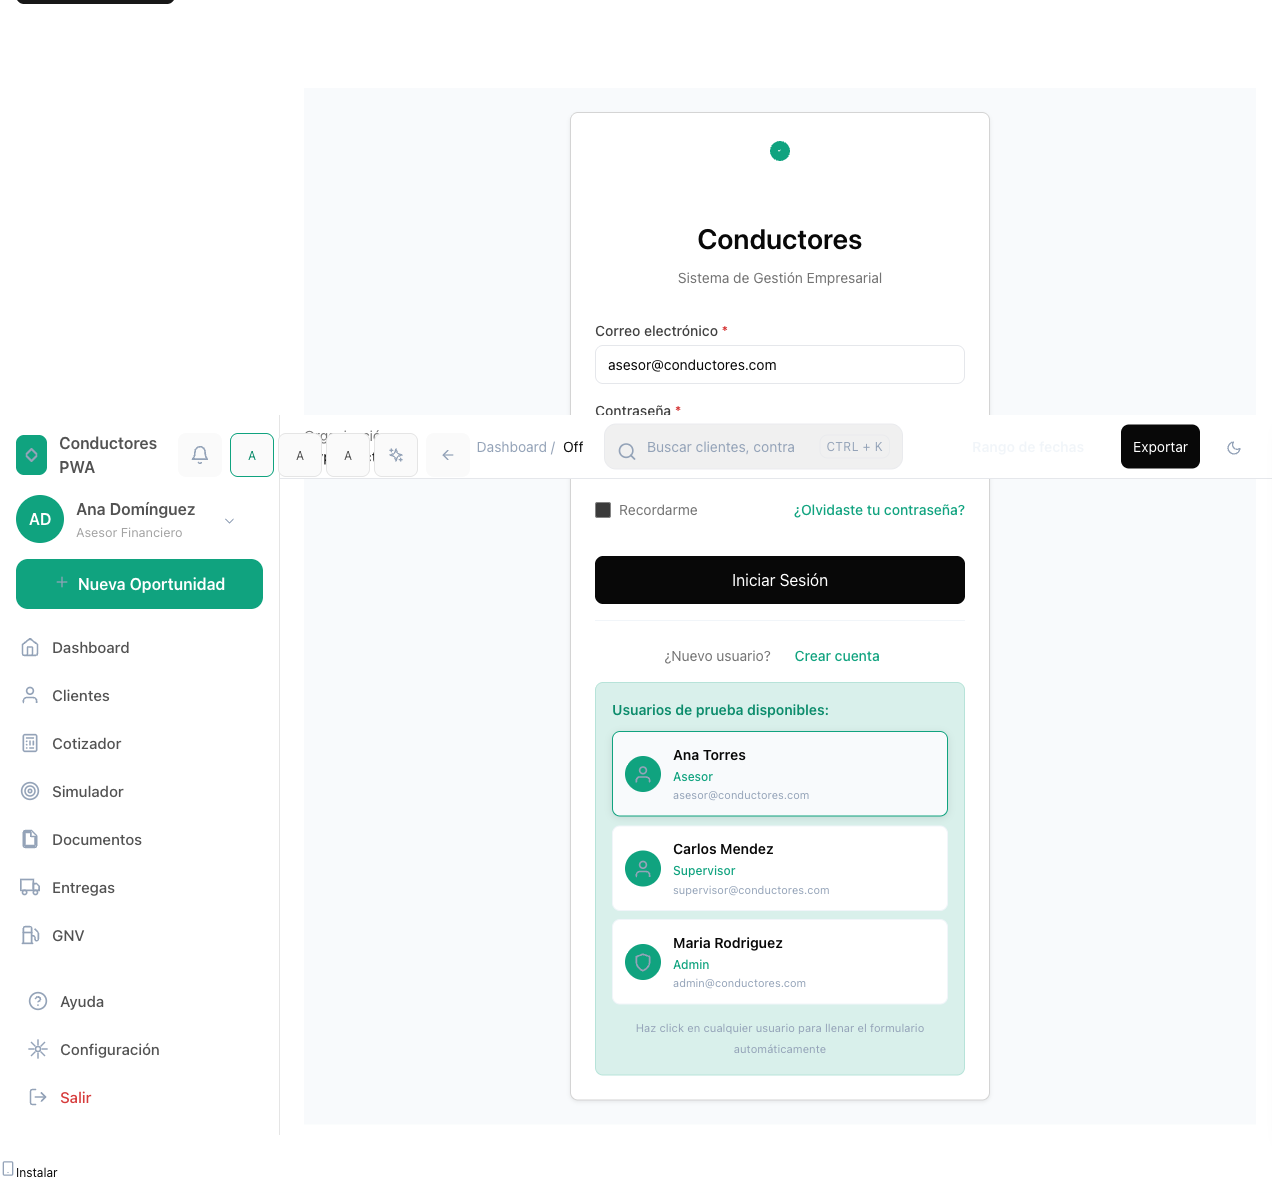 Conductores
Sistema de Gestión Empresarial
Correo electrónico *
asesor@conductores.com
Contraseña *
Conductores
PWA
A
A
A
Dashboard / Off
Buscar clientes, contra
CTRL + K
Rango de fechas
Exportar
AD
Ana Domínguez
Asesor Financiero
Nueva Oportunidad
Dashboard
Clientes
Cotizador
Simulador
Documentos
Entregas
GNV
Ayuda
Configuración
Salir
Recordarme
¿Olvidaste tu contraseña?
Iniciar Sesión
¿Nuevo usuario? Crear cuenta
Usuarios de prueba disponibles:
Ana Torres
Asesor
asesor@conductores.com
Carlos Mendez
Supervisor
supervisor@conductores.com
Maria Rodriguez
Admin
admin@conductores.com
Haz click en cualquier usuario para llenar el formulario
automáticamente
Instalar